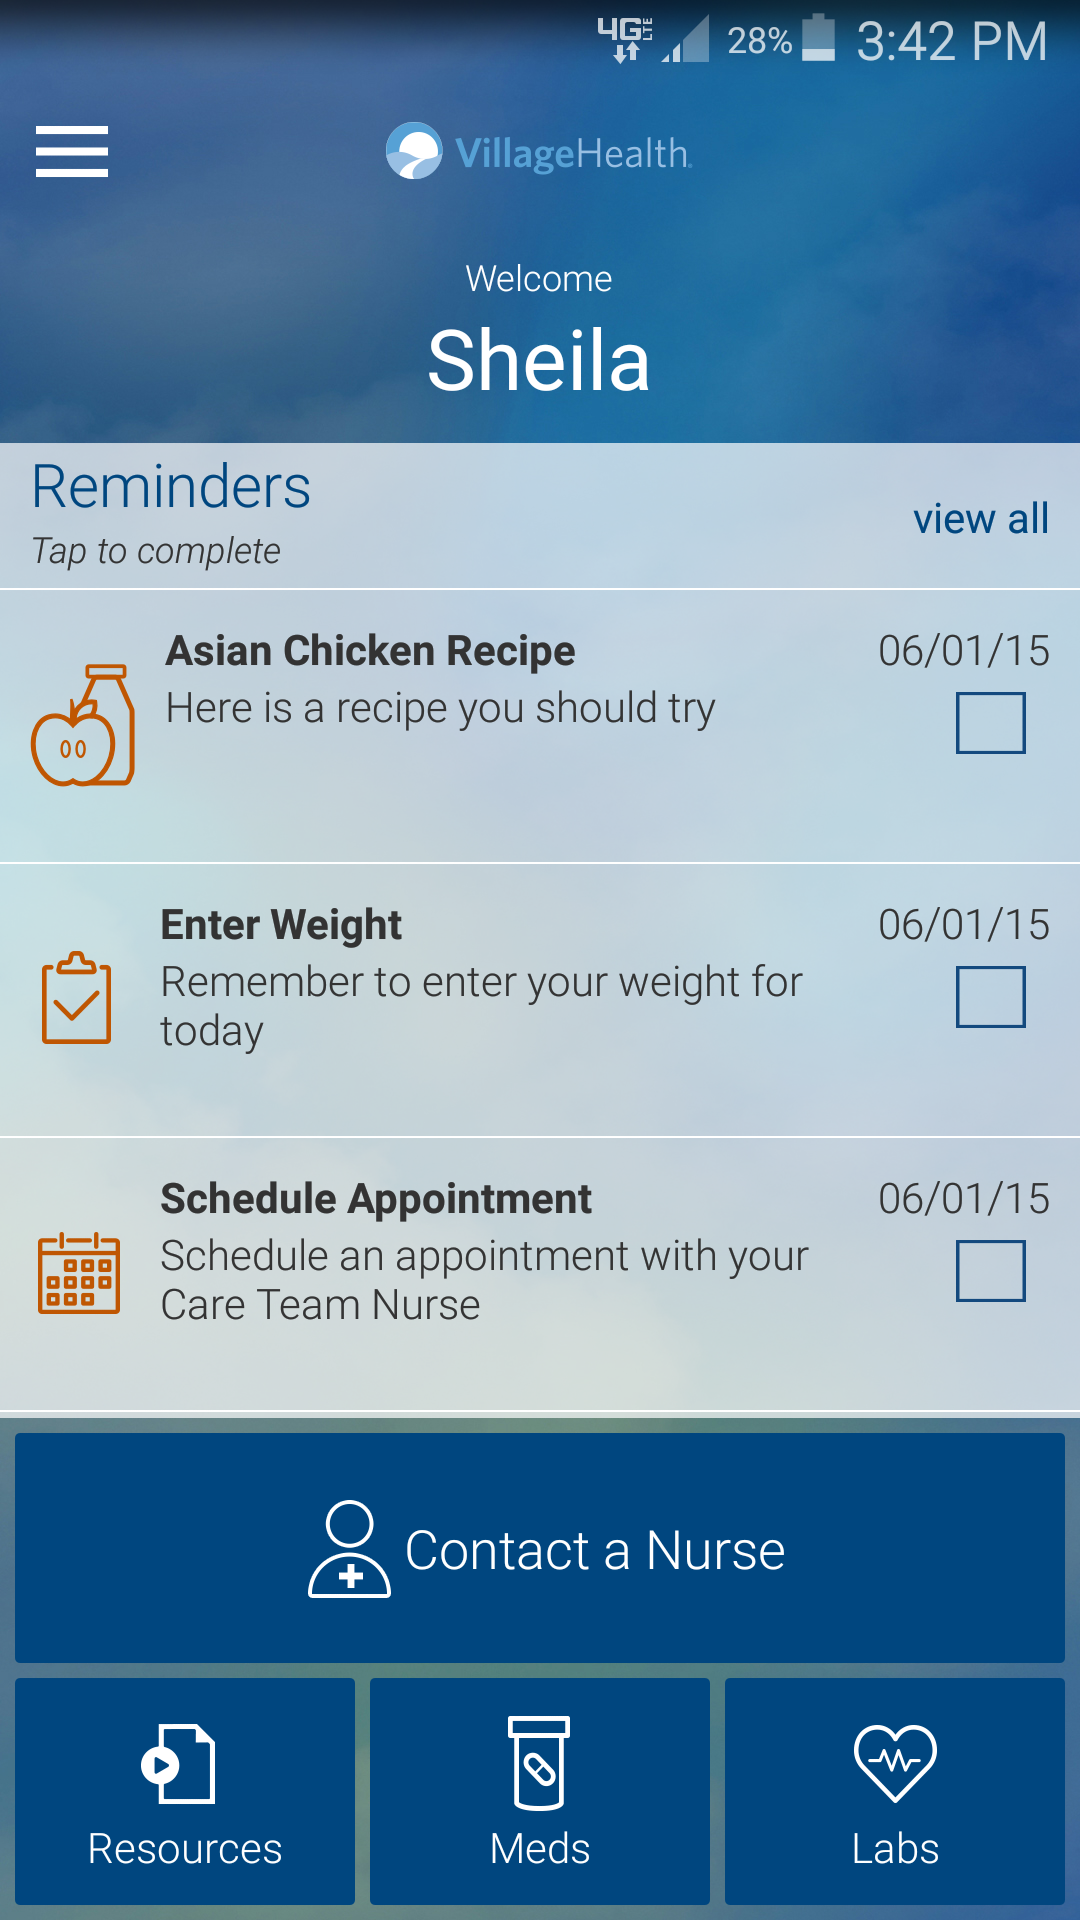 4G LTE 28% 3:42 PM
VillageHealth.
Welcome
Sheila
Reminders
Tap to complete
view all
Asian Chicken Recipe 06/01/15
Here is a recipe you should try
Enter Weight 06/01/15
Remember to enter your weight for
today
Schedule Appointment 06/01/15
Schedule an appointment with your
Care Team Nurse
Contact a Nurse
Resources Meds Labs